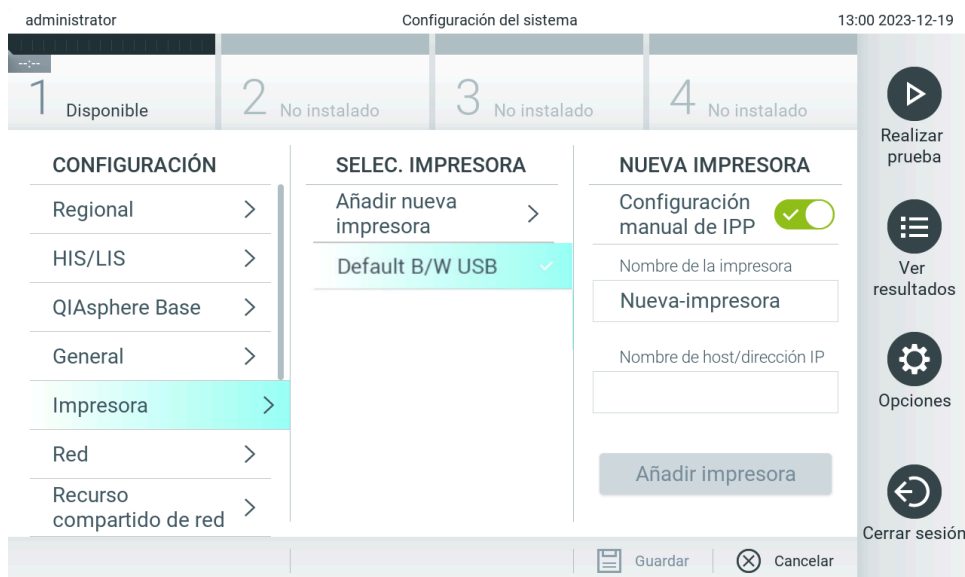 administrator
Configuración del sistema
13:00 2023-12-19
--:--
1 Disponible
2 No instalado
3 No instalado
4 No instalado
CONFIGURACIÓN
Regional
HIS/LIS
QIAsphere Base
General
Impresora
Red
Recurso
compartido de red
SELEC. IMPRESORA
Añadir nueva
impresora
Default B/W USB
NUEVA IMPRESORA
Configuración
manual de IPP
Nombre de la impresora
Nueva-impresora
Nombre de host/dirección IP
Añadir impresora
Realizar
prueba
Ver
resultados
Opciones
Cerrar sesión
Guardar
Cancelar